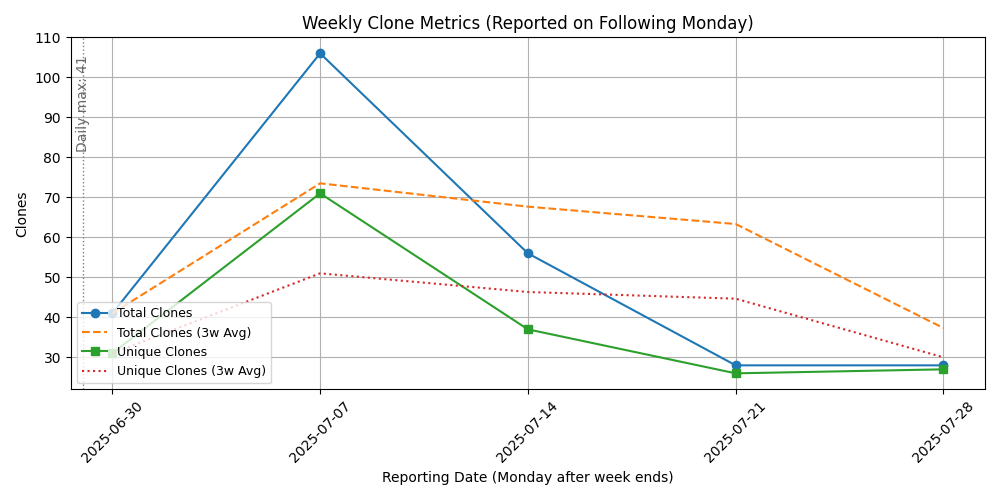 Weekly Clone Metrics (Reported on Following Monday)
110
100
90
80
70
60
50
40
30
Clones
Daily max: 41
Total Clones
Total Clones (3w Avg)
Unique Clones
Unique Clones (3w Avg)
2025-06-30
2025-07-07
2025-07-14
2025-07-21
2025-07-28
Reporting Date (Monday after week ends)